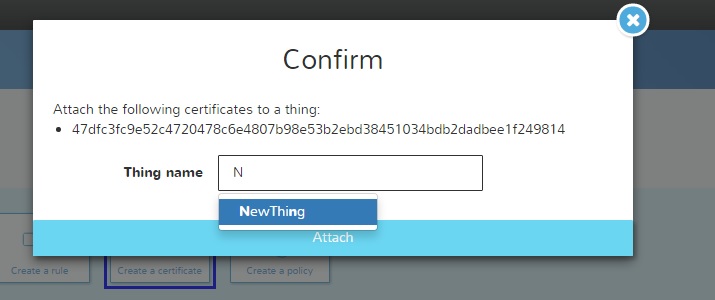 Confirm
Attach the following certificates to a thing:
• 47dfc3fc9e52c4720478c6e4807b98e53b2ebd38451034bdb2dadbee1f249814
Thing name N
NewThing
Attach
Create a rule Create a certificate Create a policy